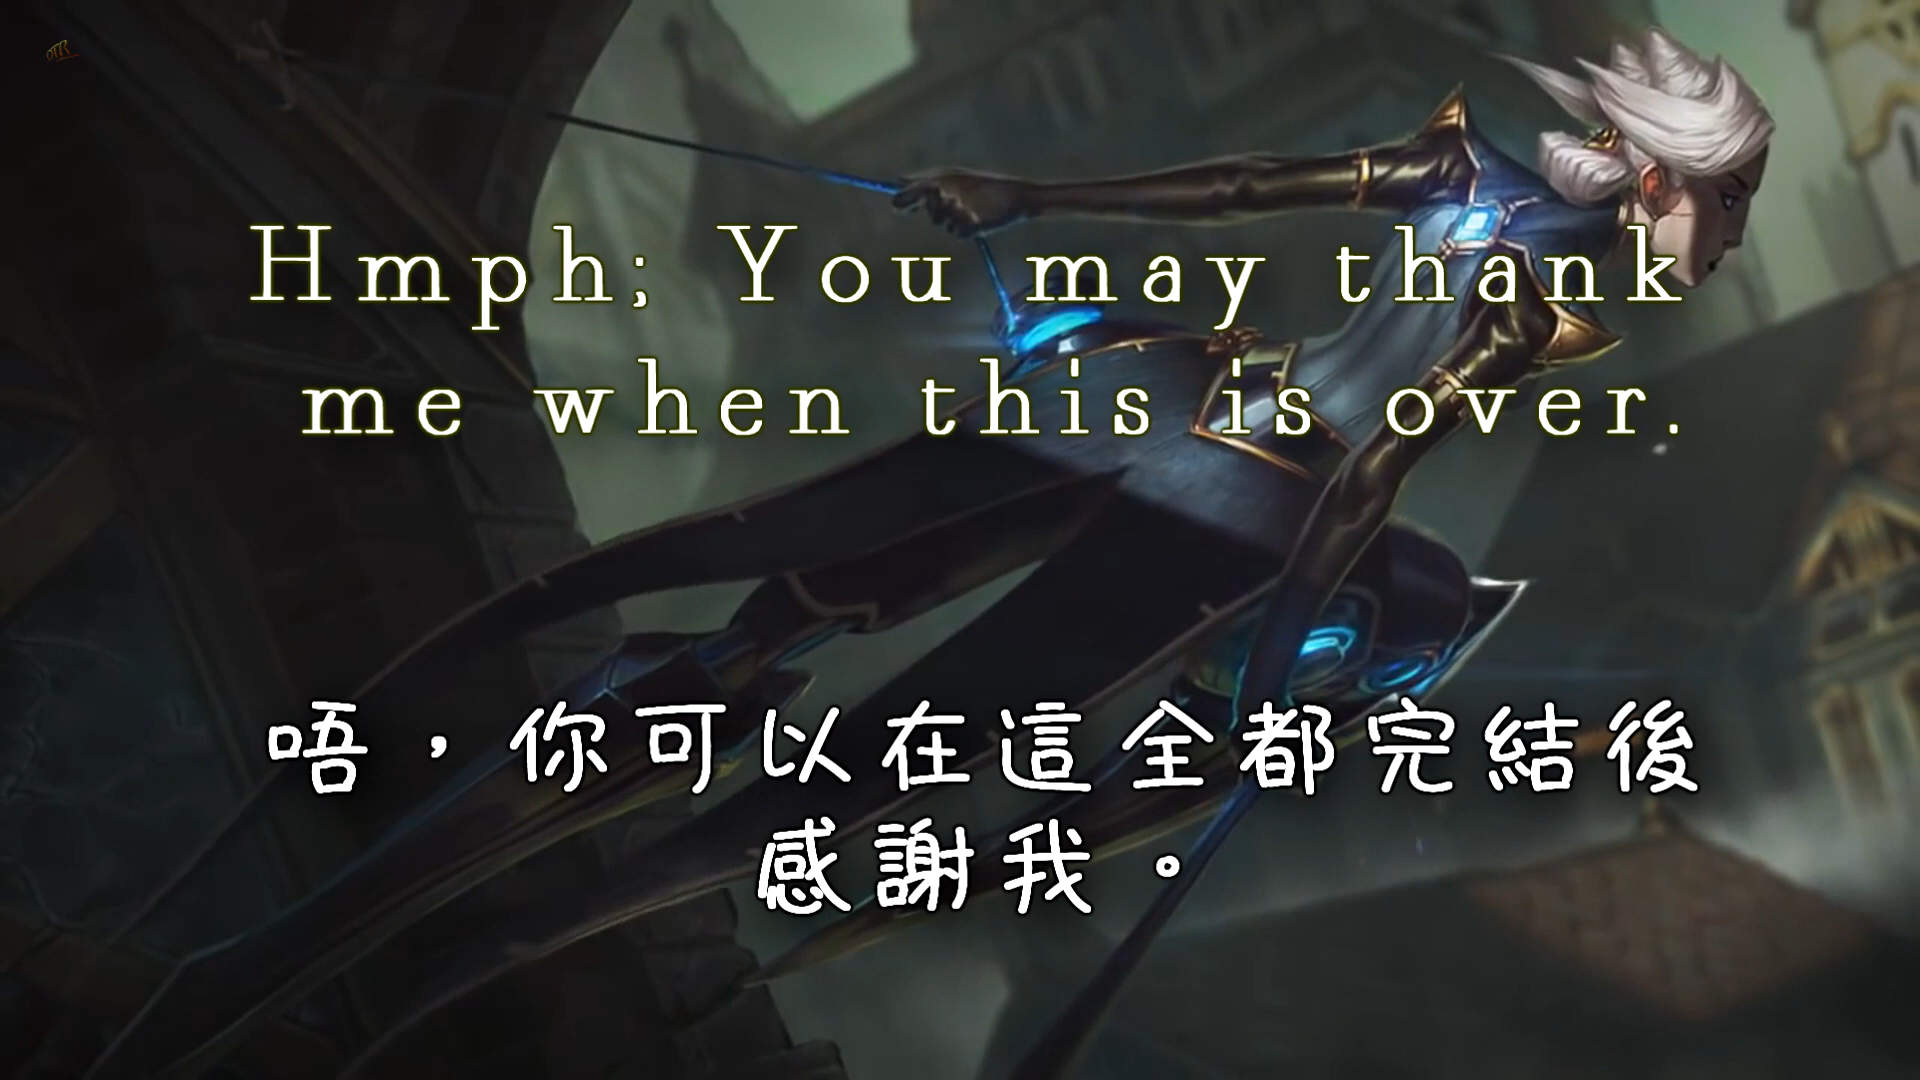 OTR
Hmph; You may thank
me when this is over.
唔，你可以在這全都完結後
感謝我。